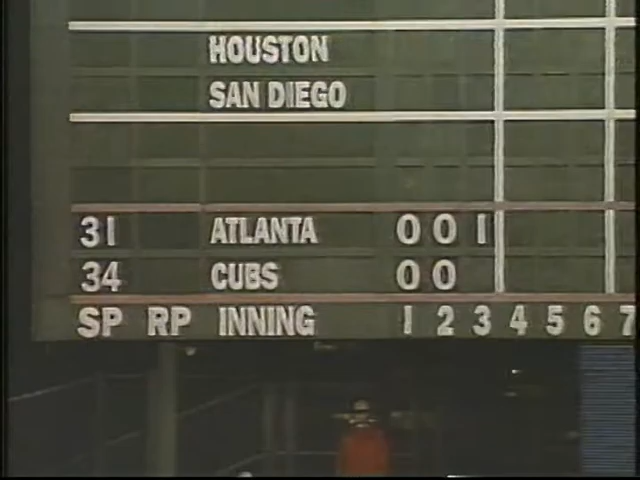 HOUSTON
SAN DIEGO
31 ATLANTA 0 0 1
34 CUBS 0 0
SP RP INNING 1 2 3 4 5 6 7